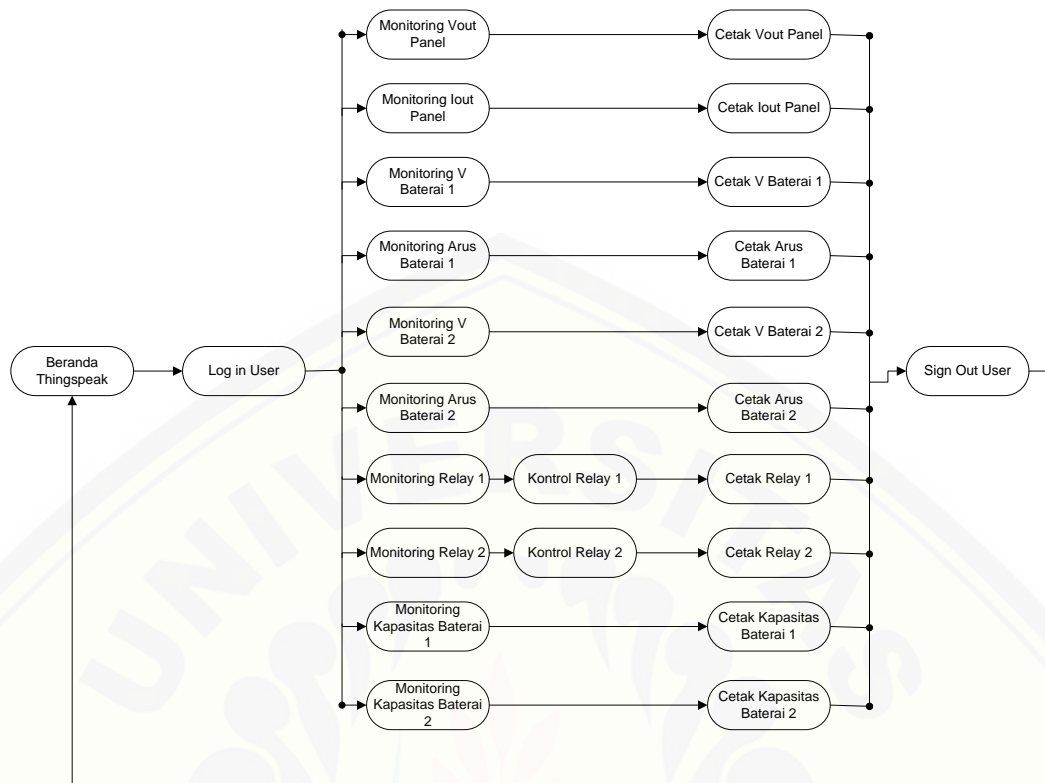 Monitoring Vout
Panel
Cetak Vout Panel
Monitoring Iout
Panel
Cetak Iout Panel
Monitoring V
Baterai 1
Cetak V Baterai 1
Monitoring Arus
Baterai 1
Cetak Arus
Baterai 1
Monitoring V
Baterai 2
Cetak V Baterai 2
Beranda
Thingspeak
Log in User
Sign Out User
Monitoring Arus
Baterai 2
Cetak Arus
Baterai 2
Monitoring Relay 1
Kontrol Relay 1
Cetak Relay 1
Monitoring Relay 2
Kontrol Relay 2
Cetak Relay 2
Monitoring
Kapasitas Baterai
1
Cetak Kapasitas
Baterai 1
Monitoring
Kapasitas Baterai
2
Cetak Kapasitas
Baterai 2
UNIVERSITAS